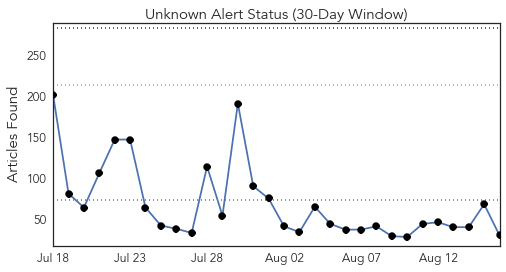 Unknown Alert Status (30-Day Window)
Articles Found
250
200
150
100
50
Jul 18
Jul 23
Jul 28
Aug 02
Aug 07
Aug 12